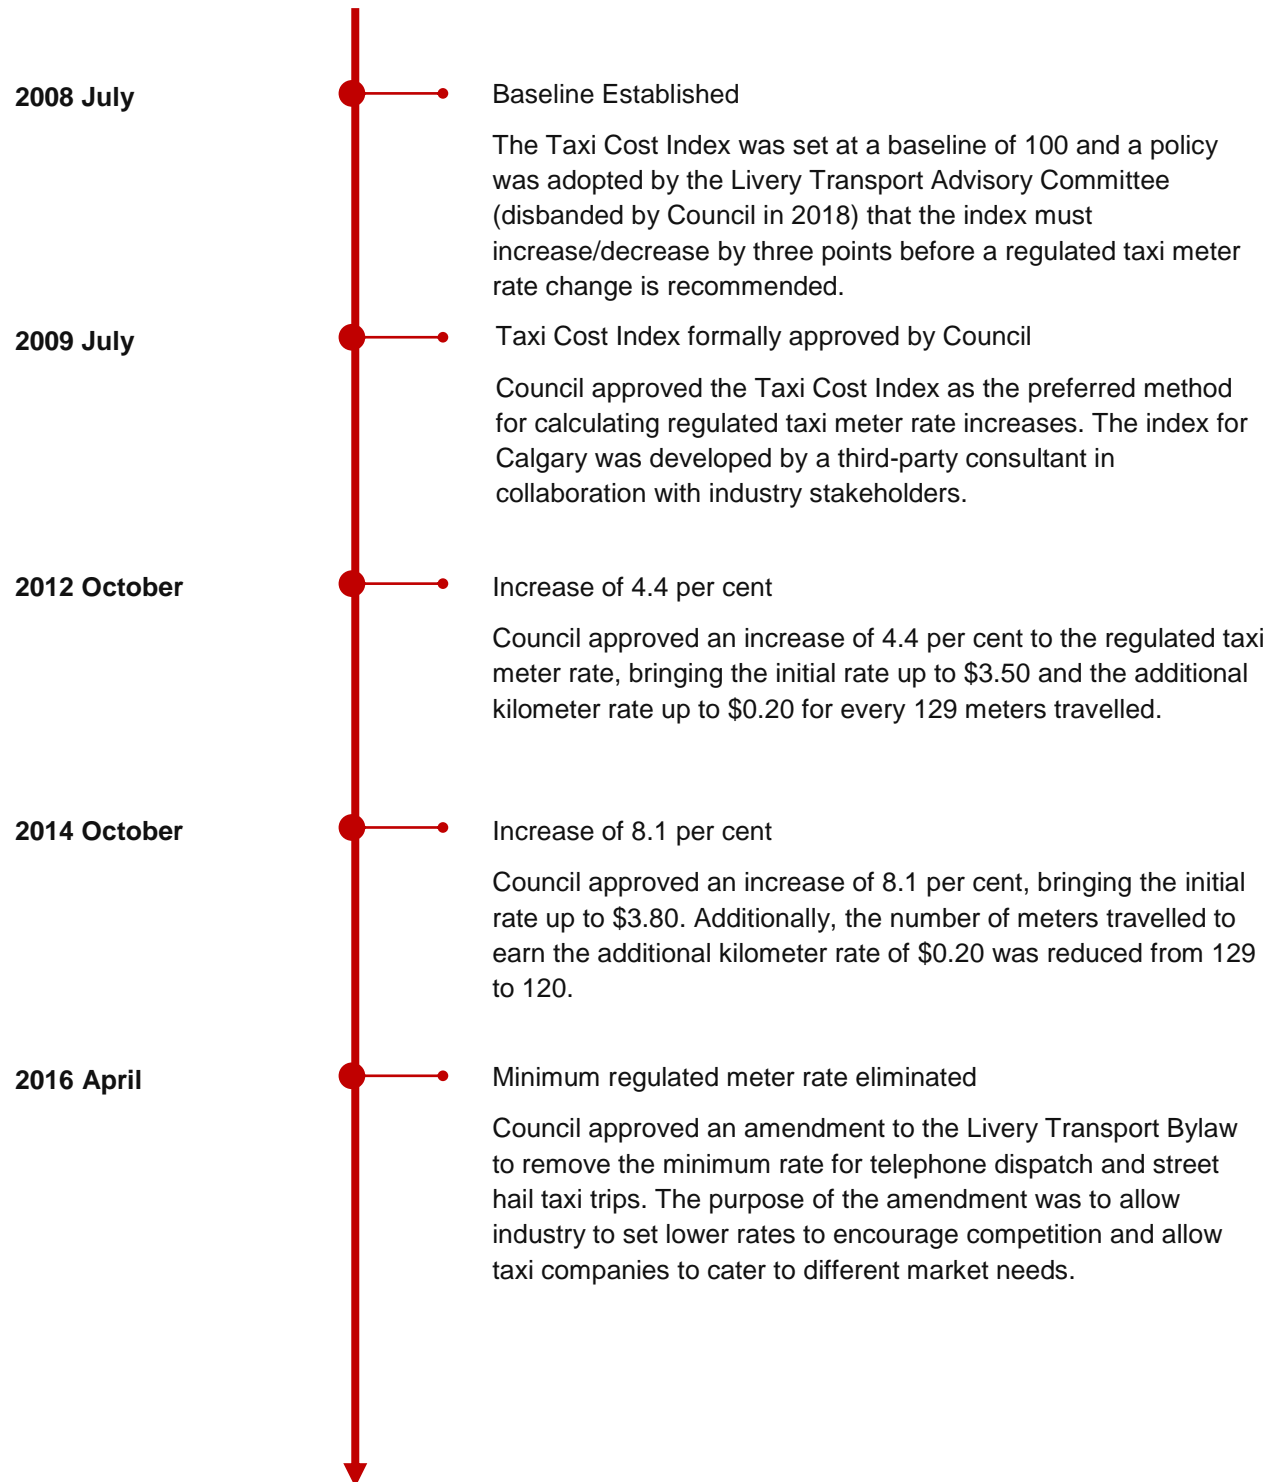 2008 July
Baseline Established
The Taxi Cost Index was set at a baseline of 100 and a policy
was adopted by the Livery Transport Advisory Committee
(disbanded by Council in 2018) that the index must
increase/decrease by three points before a regulated taxi meter
rate change is recommended.
2009 July
Taxi Cost Index formally approved by Council
Council approved the Taxi Cost Index as the preferred method
for calculating regulated taxi meter rate increases. The index for
Calgary was developed by a third-party consultant in
collaboration with industry stakeholders.
2012 October
Increase of 4.4 per cent
Council approved an increase of 4.4 per cent to the regulated taxi
meter rate, bringing the initial rate up to $3.50 and the additional
kilometer rate up to $0.20 for every 129 meters travelled.
2014 October
Increase of 8.1 per cent
Council approved an increase of 8.1 per cent, bringing the initial
rate up to $3.80. Additionally, the number of meters travelled to
earn the additional kilometer rate of $0.20 was reduced from 129
to 120.
2016 April
Minimum regulated meter rate eliminated
Council approved an amendment to the Livery Transport Bylaw
to remove the minimum rate for telephone dispatch and street
hail taxi trips. The purpose of the amendment was to allow
industry to set lower rates to encourage competition and allow
taxi companies to cater to different market needs.